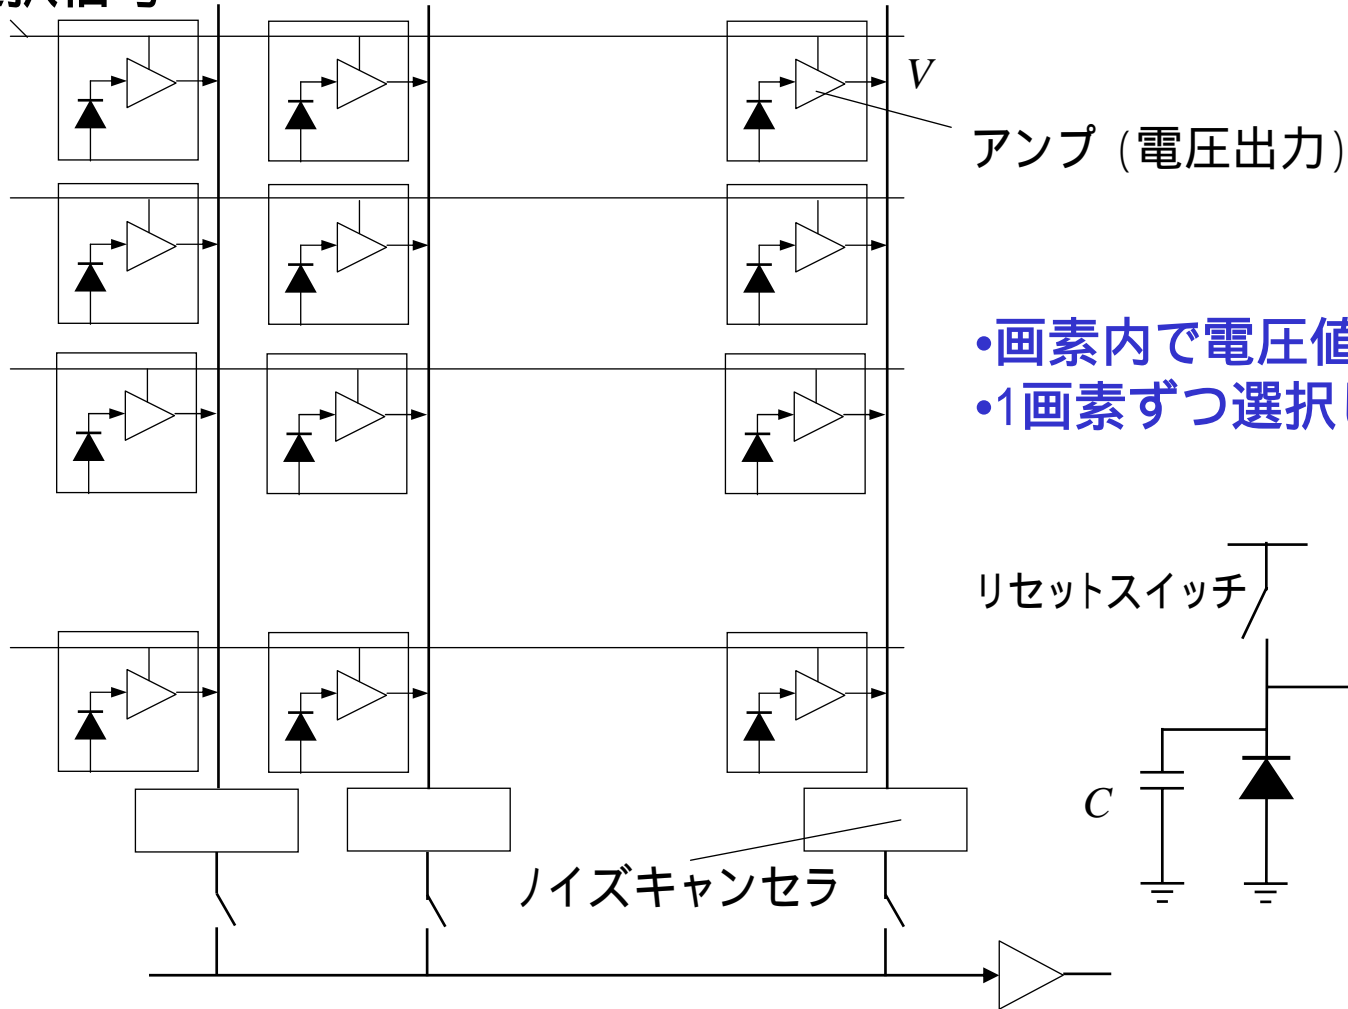 V
アンプ (電圧出力)
•画素内で電圧値
•1画素ずつ選択し
リセットスイッチ
C
ノイズキャンセラ